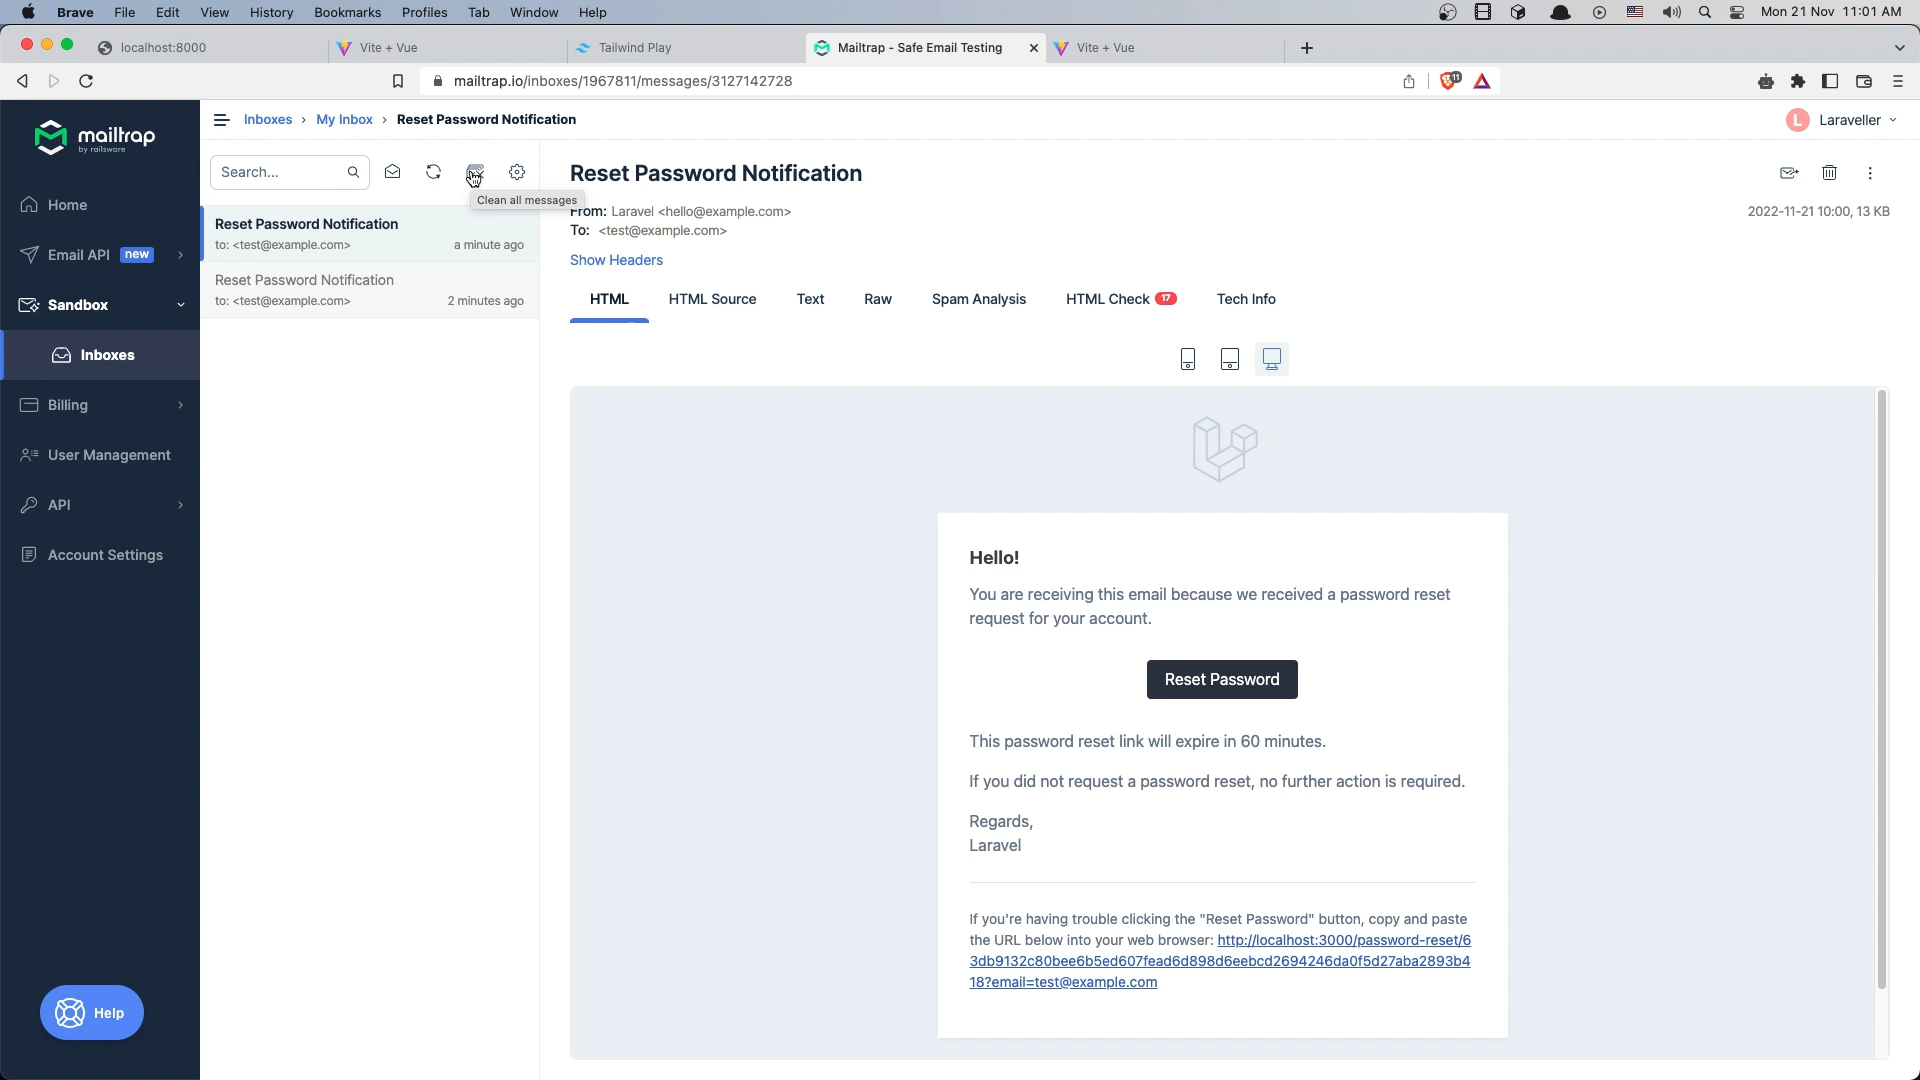 Brave File Edit View History Bookmarks Profiles Tab Window Help Mon 21 Nov 11:01 AM
localhost:8000 Vite + Vue Tailwind Play Mailtrap - Safe Email Testing Vite + Vue
mailtrap.io/inboxes/1967811/messages/3127142728 11
mailtrap
by railsware
Inboxes › My Inbox › Reset Password Notification
L Laraveller
Home
Email API new
Sandbox
Inboxes
Billing
User Management
API
Account Settings
Help
Search...
Clean all messages
Reset Password Notification
to: <test@example.com> a minute ago
Reset Password Notification
to: <test@example.com> 2 minutes ago
Reset Password Notification
From: Laravel <hello@example.com>
2022-11-21 10:00, 13 KB
To: <test@example.com>
Show Headers
HTML HTML Source Text Raw Spam Analysis HTML Check 17 Tech Info
Hello!
You are receiving this email because we received a password reset
request for your account.
Reset Password
This password reset link will expire in 60 minutes.
If you did not request a password reset, no further action is required.
Regards,
Laravel
If you're having trouble clicking the "Reset Password" button, copy and paste
the URL below into your web browser: http://localhost:3000/password-reset/6
3db9132c80bee6b5ed607fead6d898d6eebcd2694246da0f5d27aba2893b4
18?email=test@example.com